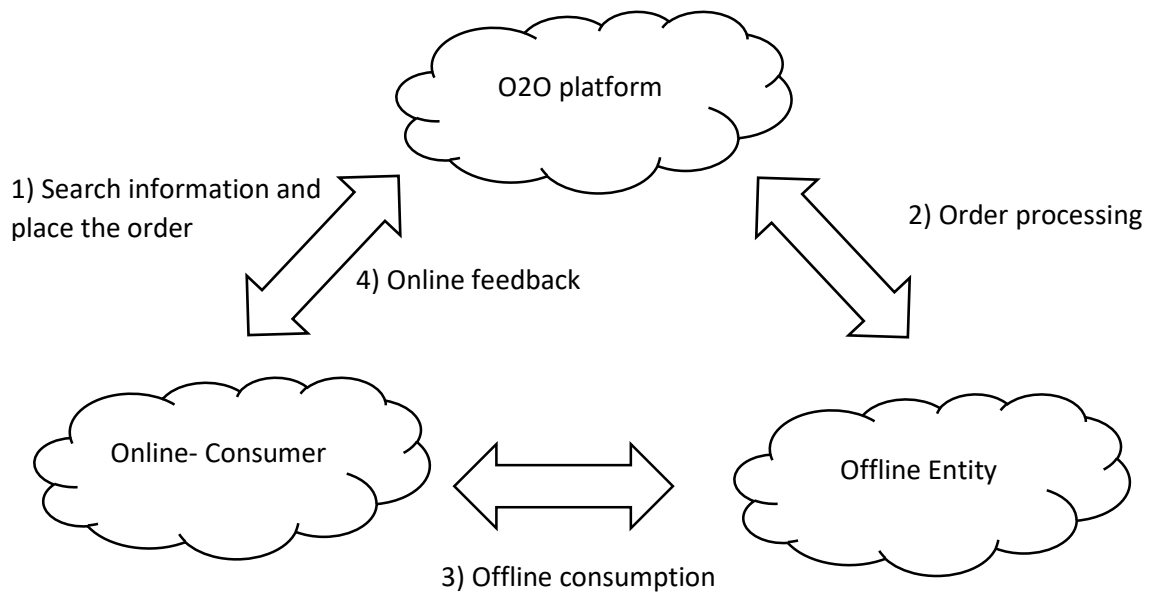 O2O platform
1) Search information and
place the order
2) Order processing
4) Online feedback
Online- Consumer
Offline Entity
3) Offline consumption